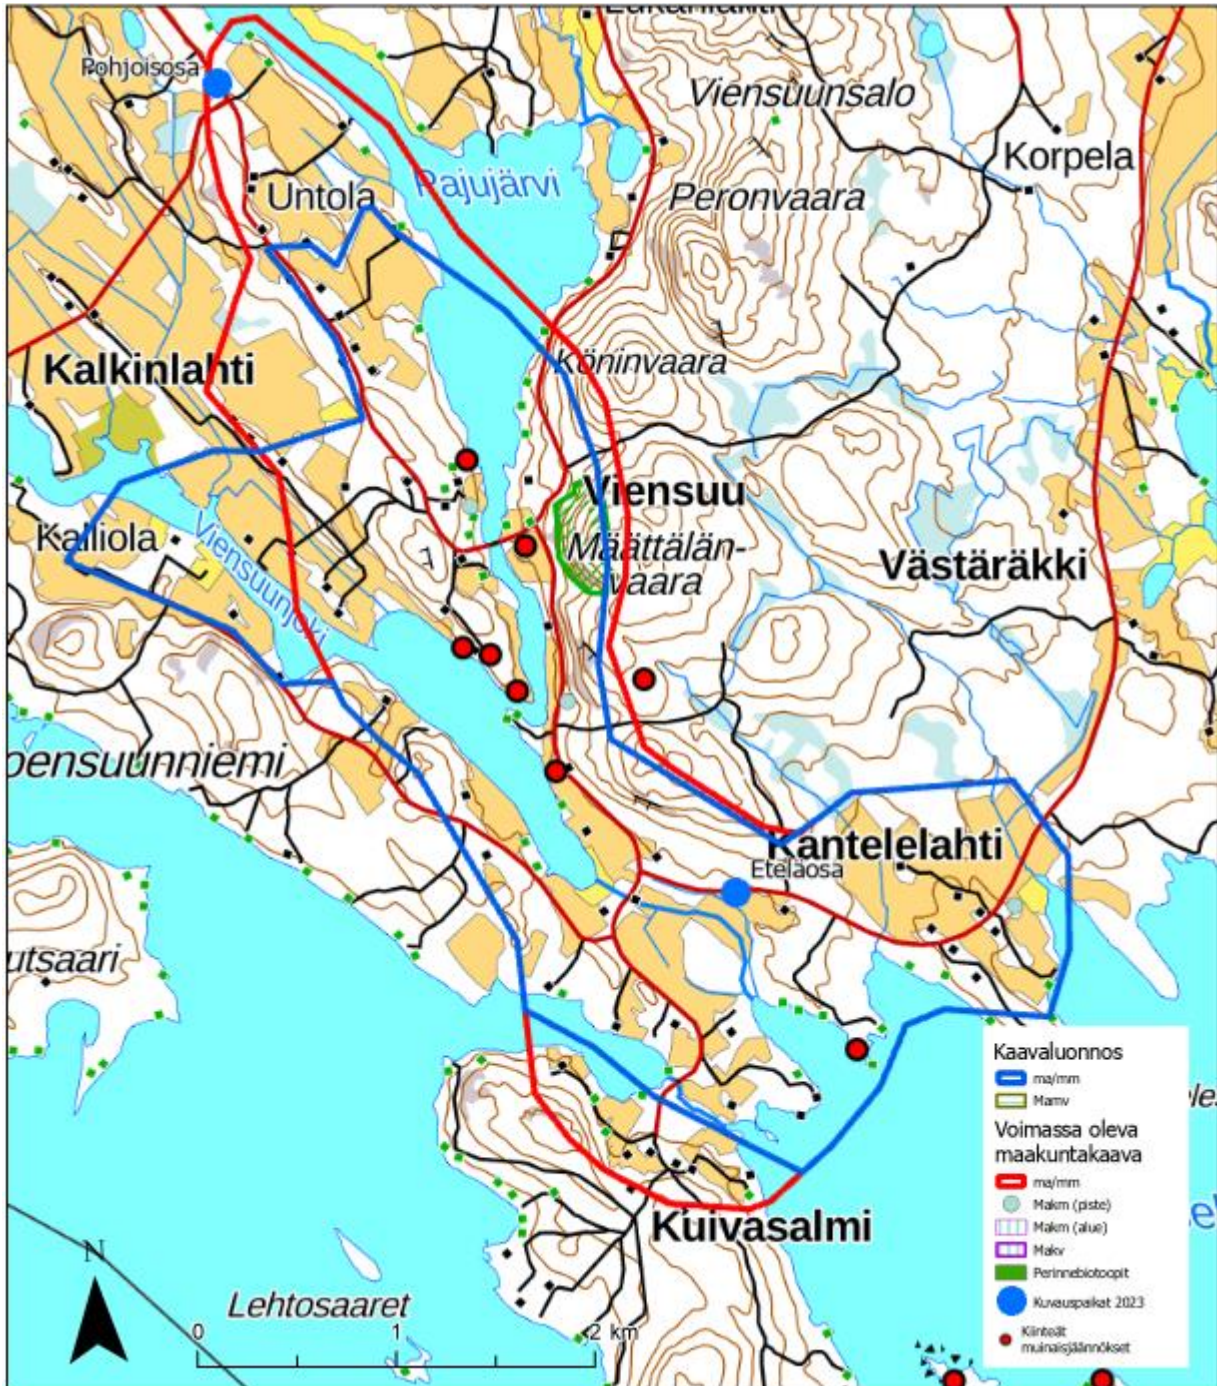 Pohjoisosa
Viensuunsalo
Korpela
Untola
Rajujärvi
Peronvaara
Kalkinlahti
Köninvaara
Viensuu
Kalliola
Viensuunjoki
Määttälän-
vaara
Västäräkki
pensuunniemi
Kantelelahti
Eteläosa
utsaari
Kaavaluonnos
ma/mm
Mamv
Voimassa oleva
maakuntakaava
ma/mm
Makm (piste)
Makm (alue)
Makv
Perinnebiotoopit
Kuvauspaikat 2023
Kiinteät
muinaisjäännökset
Kuivasalmi
N
Lehtosaaret
0 1 2 km